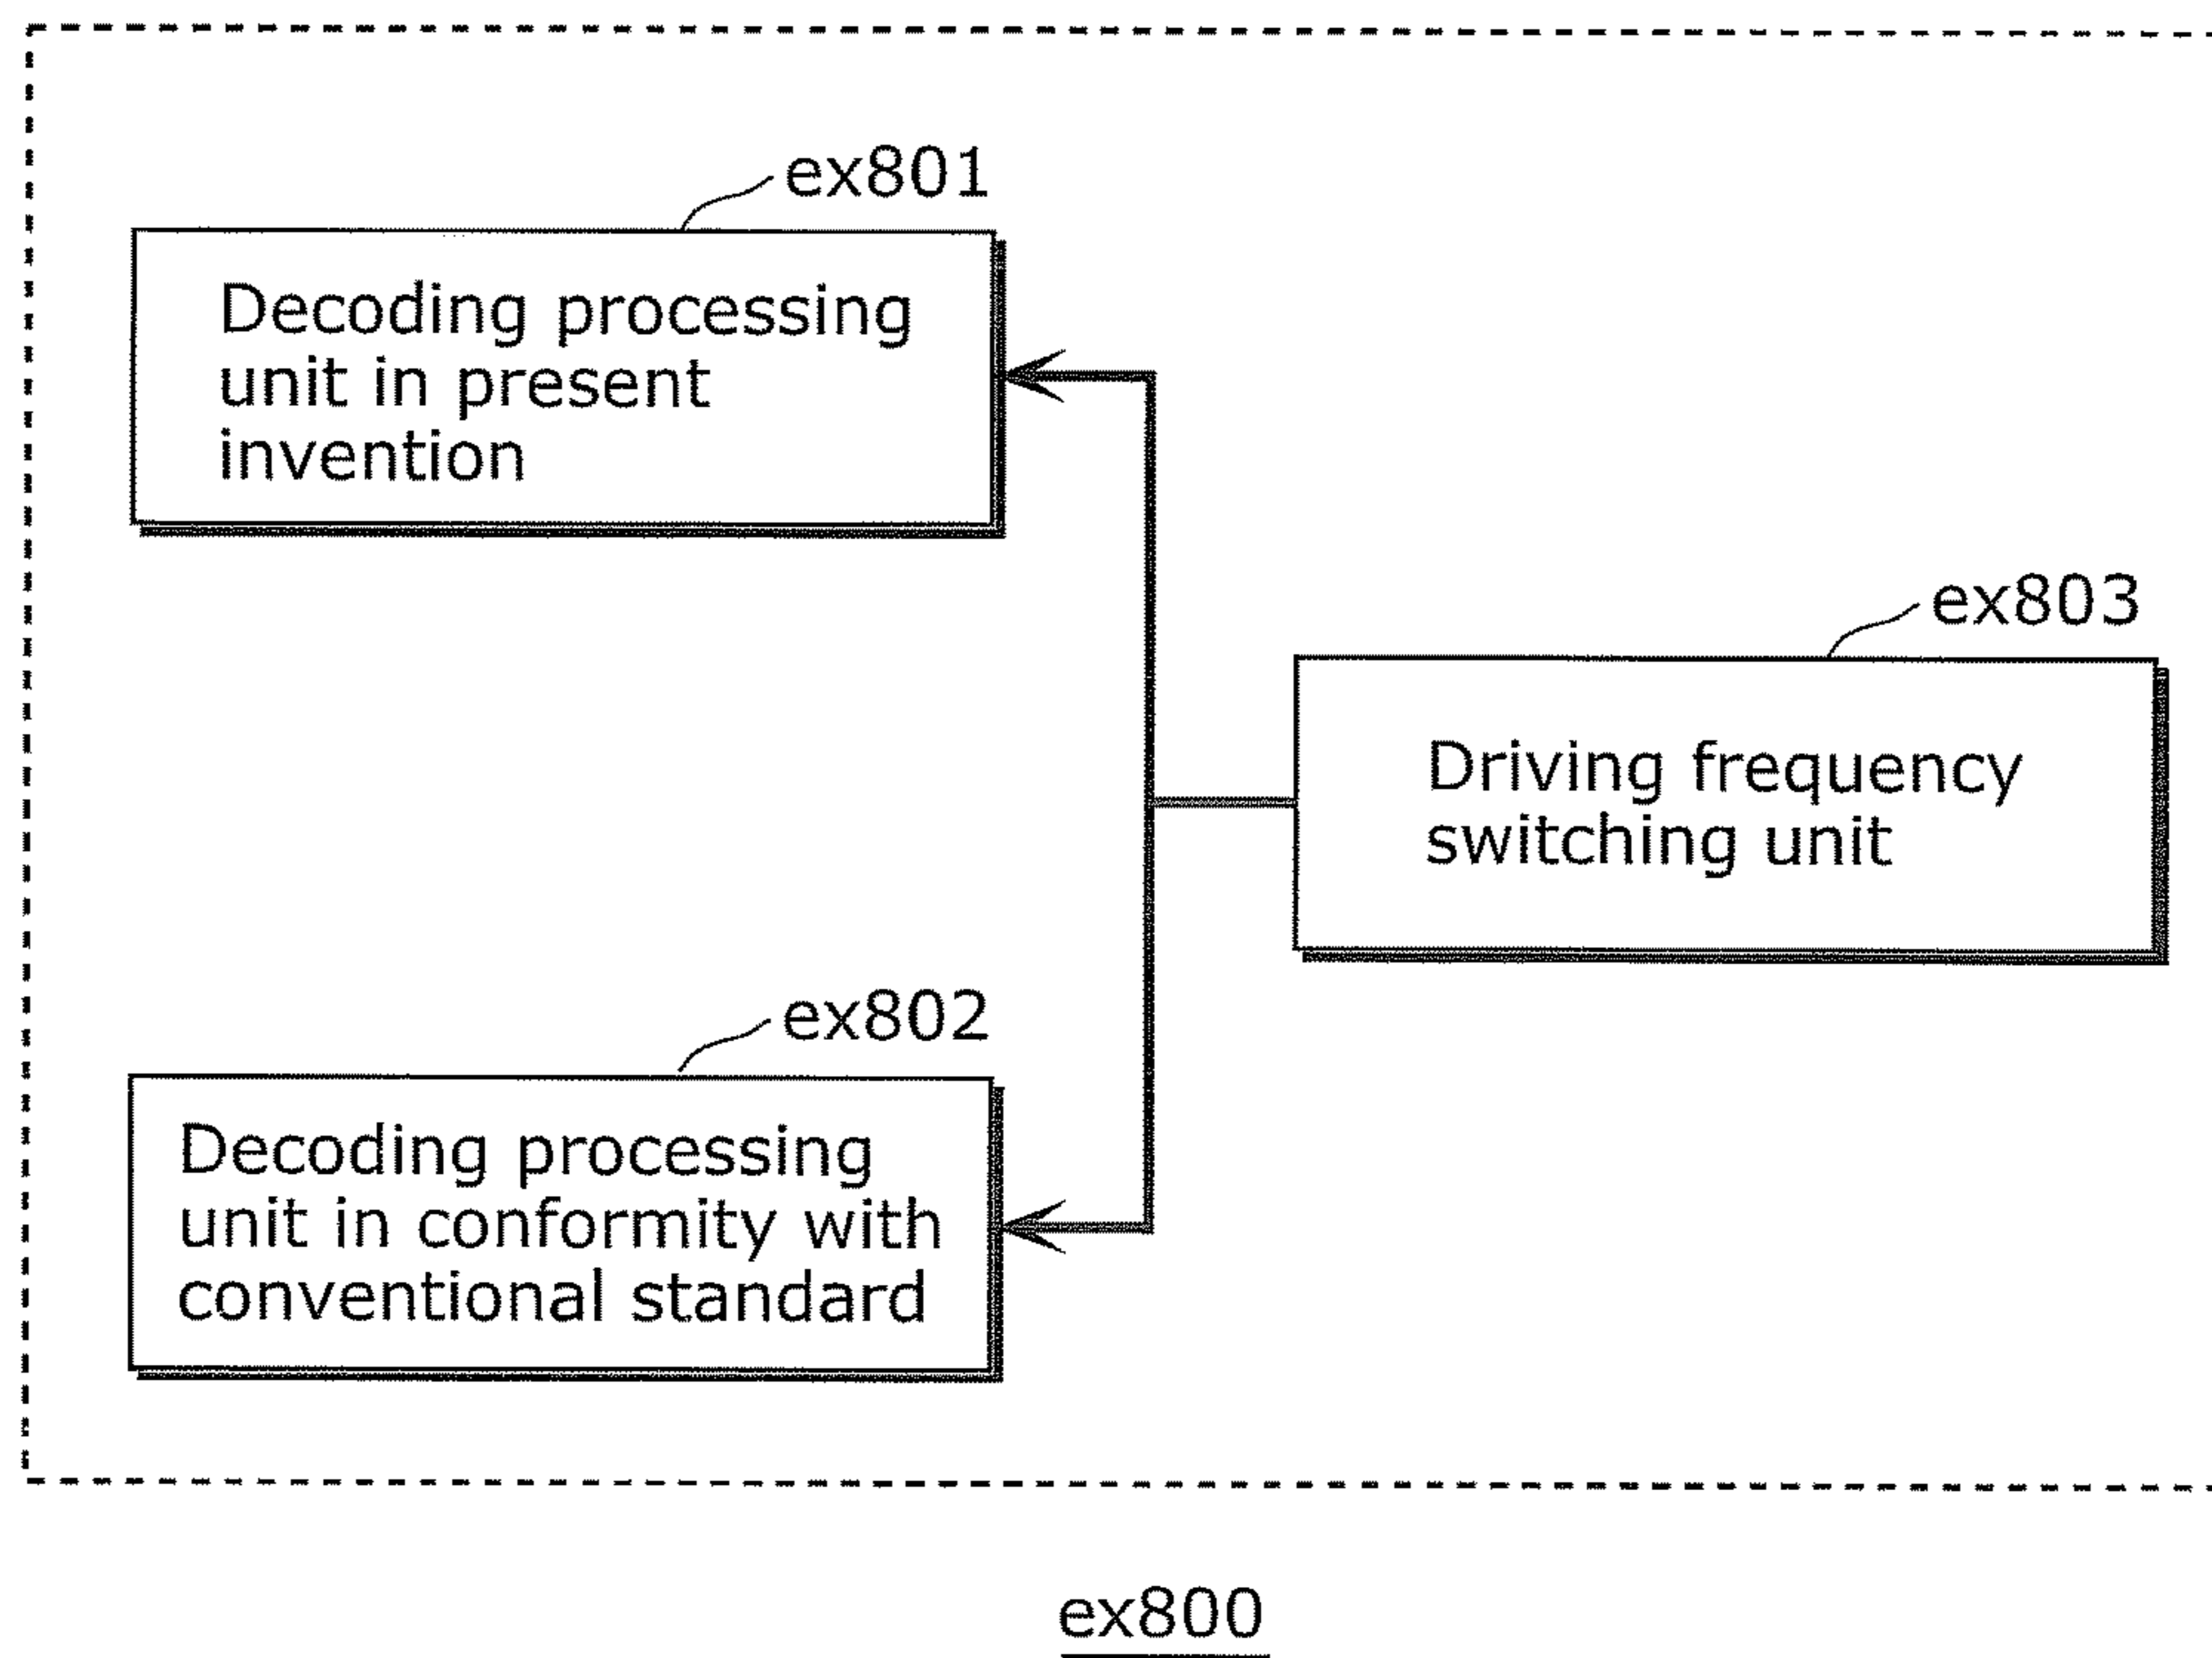 ex801
Decoding processing
unit in present
invention
ex803
Driving frequency
switching unit
ex802
Decoding processing
unit in conformity with
conventional standard
ex800